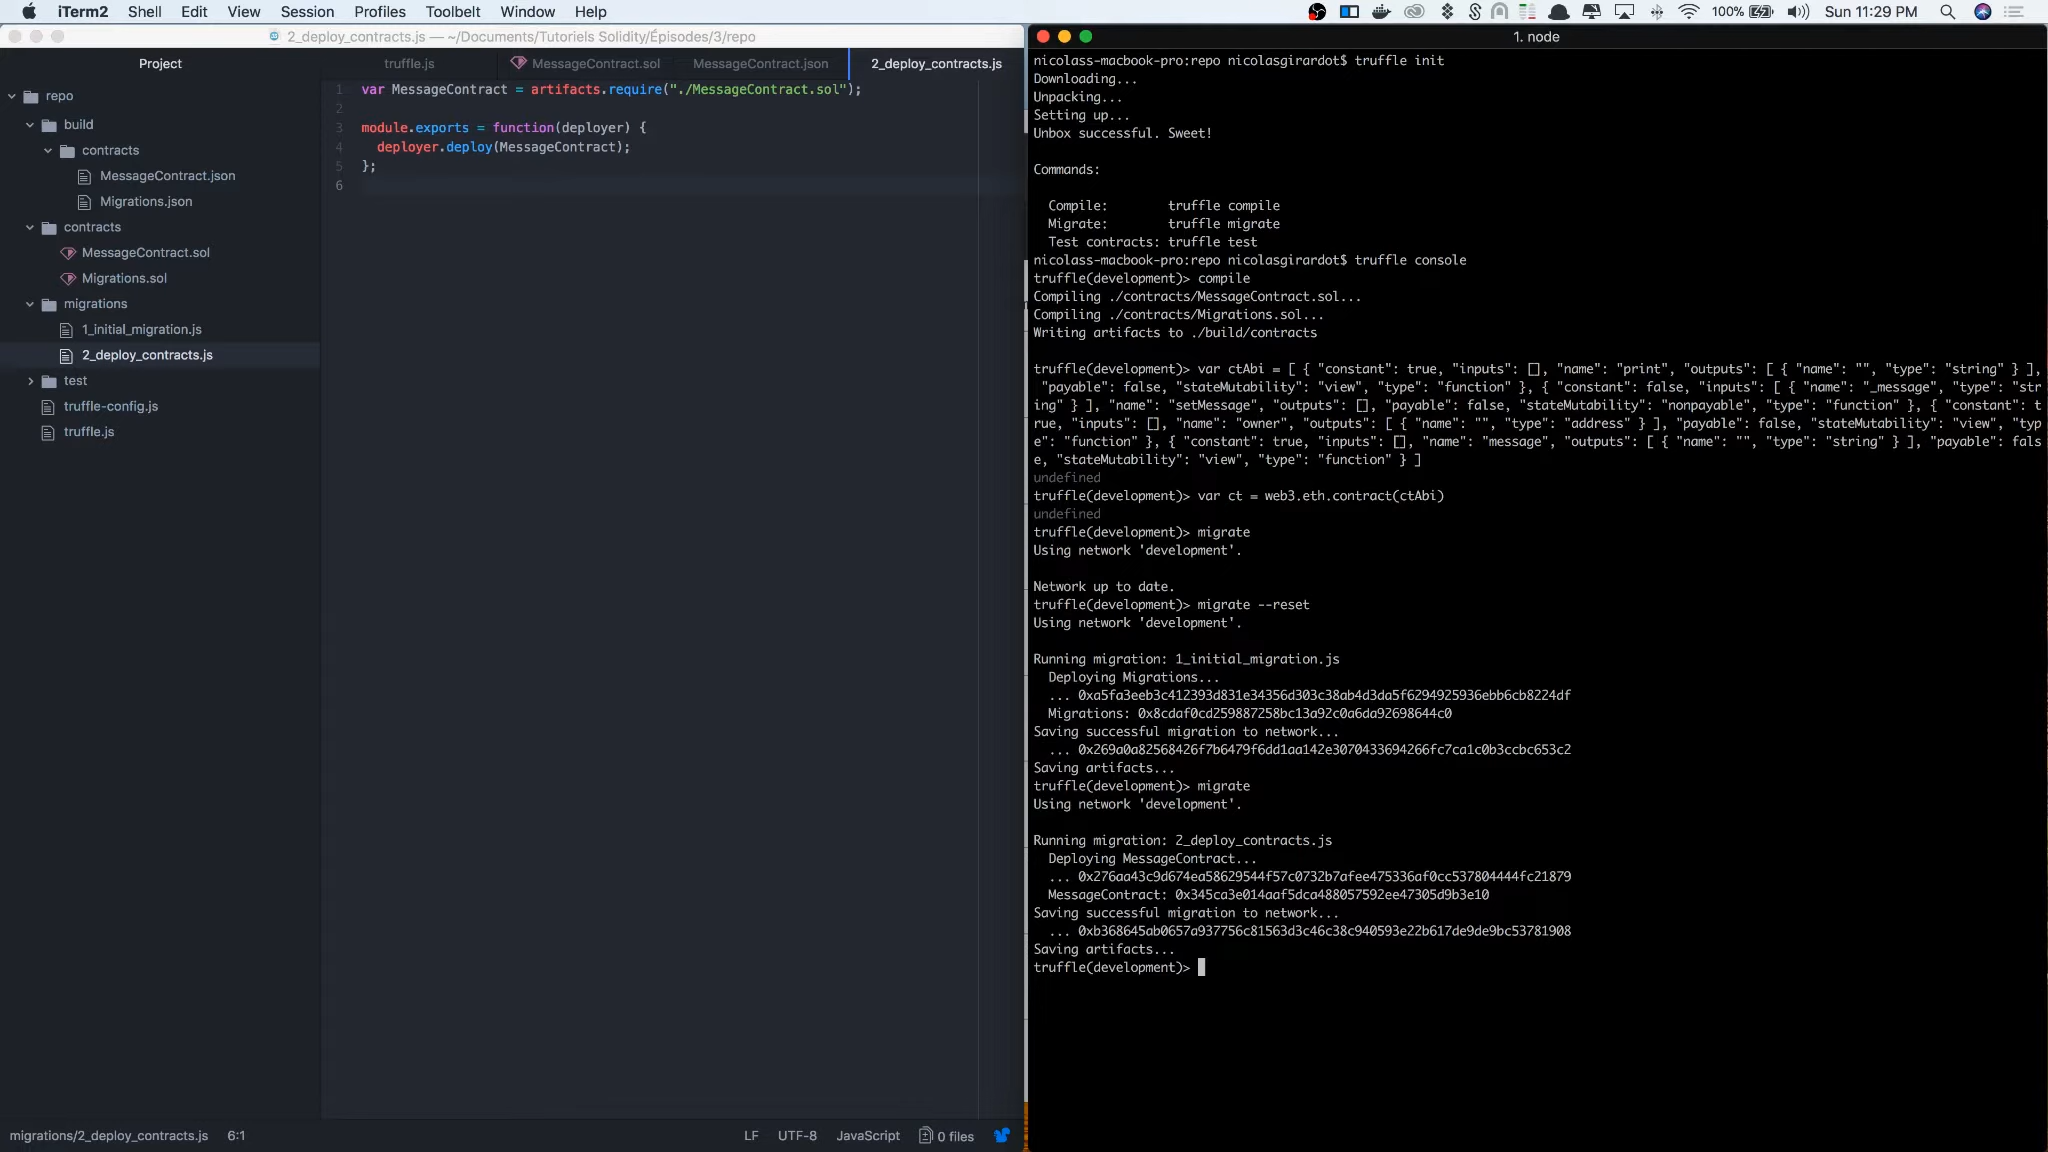 iTerm2 Shell Edit View Session Profiles Toolbelt Window Help 100% Sun 11:29 PM
2_deploy_contracts.js — ~/Documents/Tutoriels Solidity/Épisodes/3/repo
Project
repo
build
contracts
MessageContract.json
Migrations.json
contracts
MessageContract.sol
Migrations.sol
migrations
1_initial_migration.js
2_deploy_contracts.js
test
truffle-config.js
truffle.js
truffle.js MessageContract.sol MessageContract.json 2_deploy_contracts.js
1 var MessageContract = artifacts.require("./MessageContract.sol");
2
3 module.exports = function(deployer) {
4 deployer.deploy(MessageContract);
5 };
6
migrations/2_deploy_contracts.js 6:1 LF UTF-8 JavaScript 0 files
1. node
nicolass-macbook-pro:repo nicolasgirardot$ truffle init
Downloading...
Unpacking...
Setting up...
Unbox successful. Sweet!
Commands:
Compile: truffle compile
Migrate: truffle migrate
Test contracts: truffle test
nicolass-macbook-pro:repo nicolasgirardot$ truffle console
truffle(development)> compile
Compiling ./contracts/MessageContract.sol...
Compiling ./contracts/Migrations.sol...
Writing artifacts to ./build/contracts
truffle(development)> var ctAbi = [ { "constant": true, "inputs": [], "name": "print", "outputs": [ { "name": "", "type": "string" } ],
"payable": false, "stateMutability": "view", "type": "function" }, { "constant": false, "inputs": [ { "name": "_message", "type": "str
ing" } ], "name": "setMessage", "outputs": [], "payable": false, "stateMutability": "nonpayable", "type": "function" }, { "constant": t
rue, "inputs": [], "name": "owner", "outputs": [ { "name": "", "type": "address" } ], "payable": false, "stateMutability": "view", "typ
e": "function" }, { "constant": true, "inputs": [], "name": "message", "outputs": [ { "name": "", "type": "string" } ], "payable": fals
e, "stateMutability": "view", "type": "function" } ]
undefined
truffle(development)> var ct = web3.eth.contract(ctAbi)
undefined
truffle(development)> migrate
Using network 'development'.
Network up to date.
truffle(development)> migrate --reset
Using network 'development'.
Running migration: 1_initial_migration.js
Deploying Migrations...
... 0xa5fa3eeb3c412393d831e34356d303c38ab4d3da5f6294925936ebb6cb8224df
Migrations: 0x8cdaf0cd259887258bc13a92c0a6da92698644c0
Saving successful migration to network...
... 0x269a0a82568426f7b6479f6dd1aa142e3070433694266fc7ca1c0b3ccbc653c2
Saving artifacts...
truffle(development)> migrate
Using network 'development'.
Running migration: 2_deploy_contracts.js
Deploying MessageContract...
... 0x276aa43c9d674ea58629544f57c0732b7afee475336af0cc537804444fc21879
MessageContract: 0x345ca3e014aaf5dca488057592ee47305d9b3e10
Saving successful migration to network...
... 0xb368645ab0657a937756c81563d3c46c38c940593e22b617de9de9bc53781908
Saving artifacts...
truffle(development)>